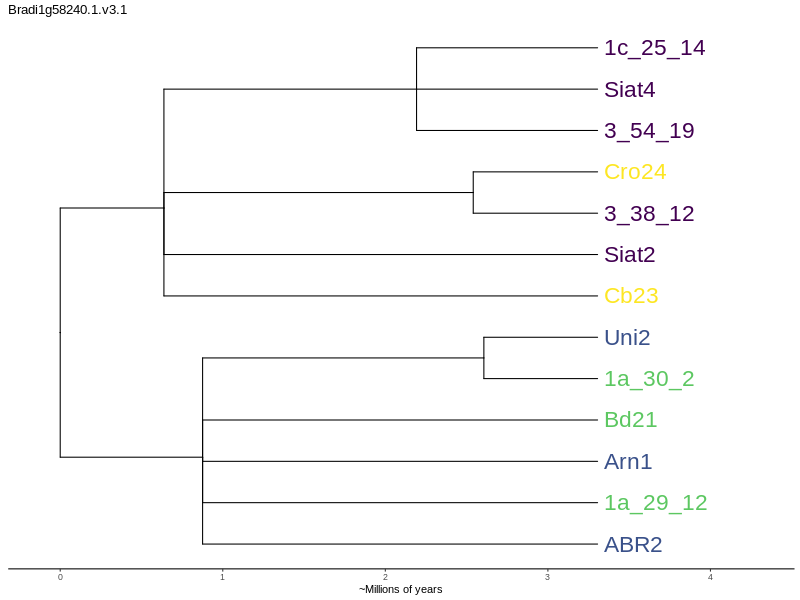 Bradi1g58240.1.v3.1
1c_25_14
Siat4
3_54_19
Cro24
3_38_12
Siat2
Cb23
Uni2
1a_30_2
Bd21
Arn1
1a_29_12
ABR2
0 1 2 3 4
~Millions of years